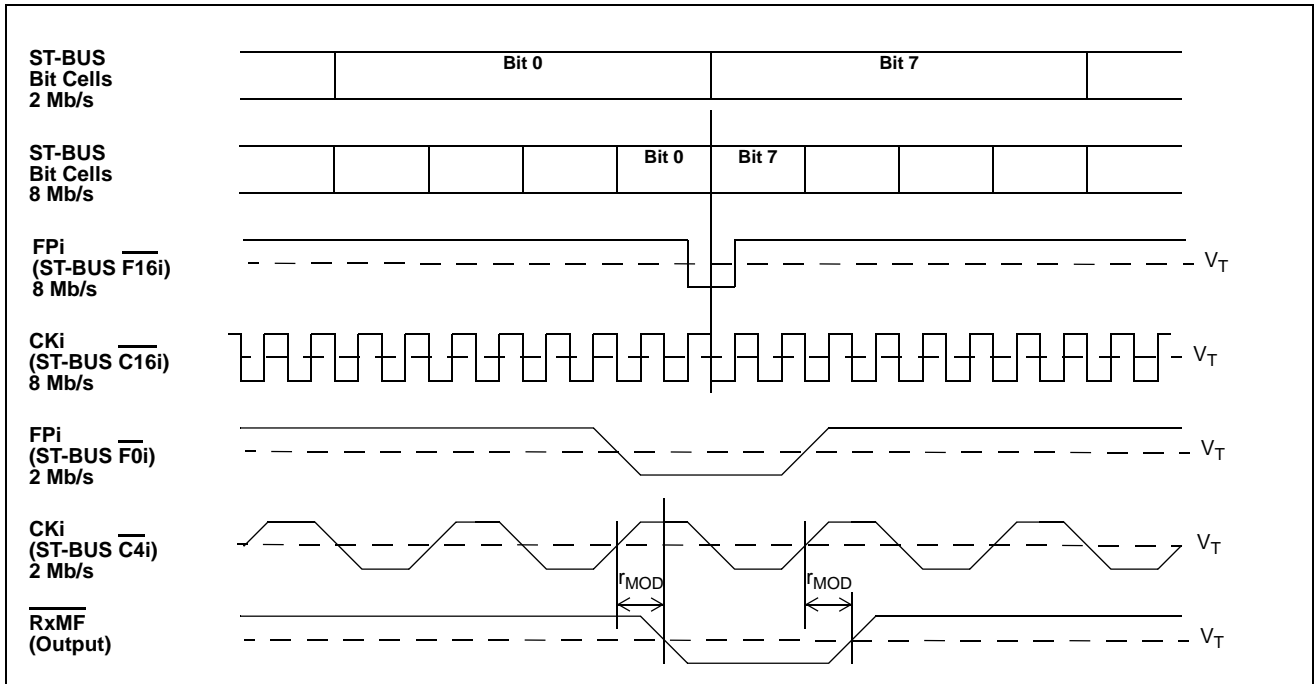 ST-BUS
Bit Cells
2 Mb/s
Bit 0
Bit 7
ST-BUS
Bit Cells
8 Mb/s
Bit 0
Bit 7
FPi
(ST-BUS F16i)
8 Mb/s
VT
CKi
(ST-BUS C16i)
8 Mb/s
VT
FPi
(ST-BUS F0i)
2 Mb/s
VT
CKi
(ST-BUS C4i)
2 Mb/s
VT
rMOD
rMOD
RxMF
(Output)
VT